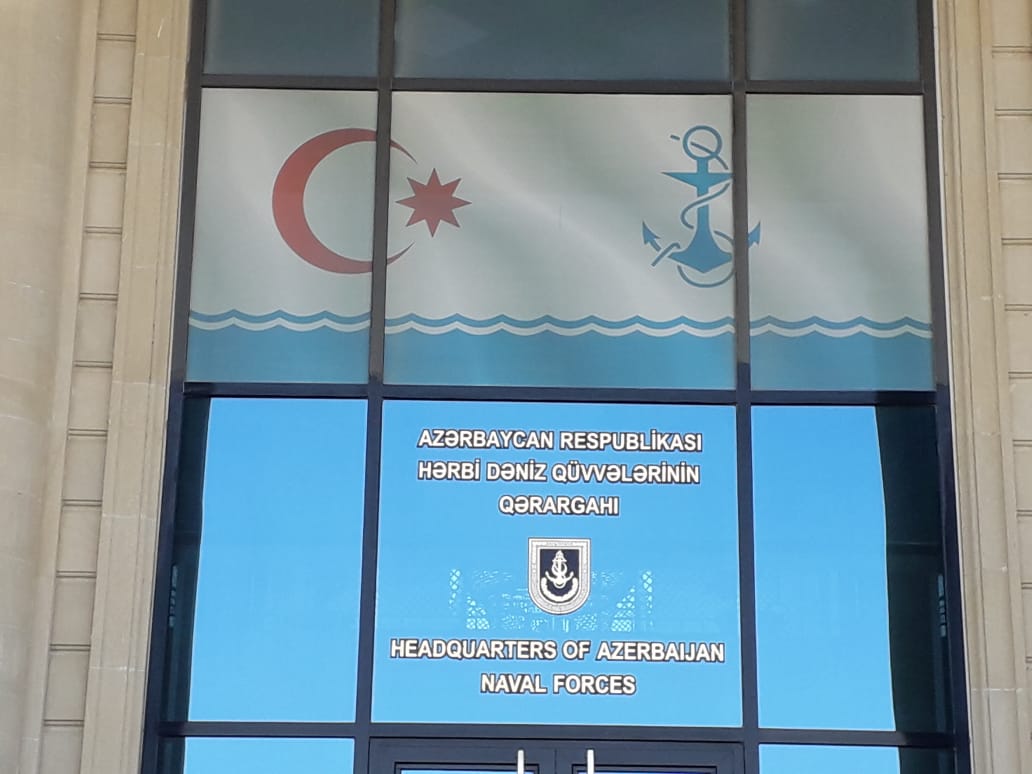 AZƏRBAYCAN RESPUBLİKASI
HƏRBİ DƏNİZ QÜVVƏLƏRİNİN
QƏRARGAHI
HEADQUARTERS OF AZERBAIJAN
NAVAL FORCES